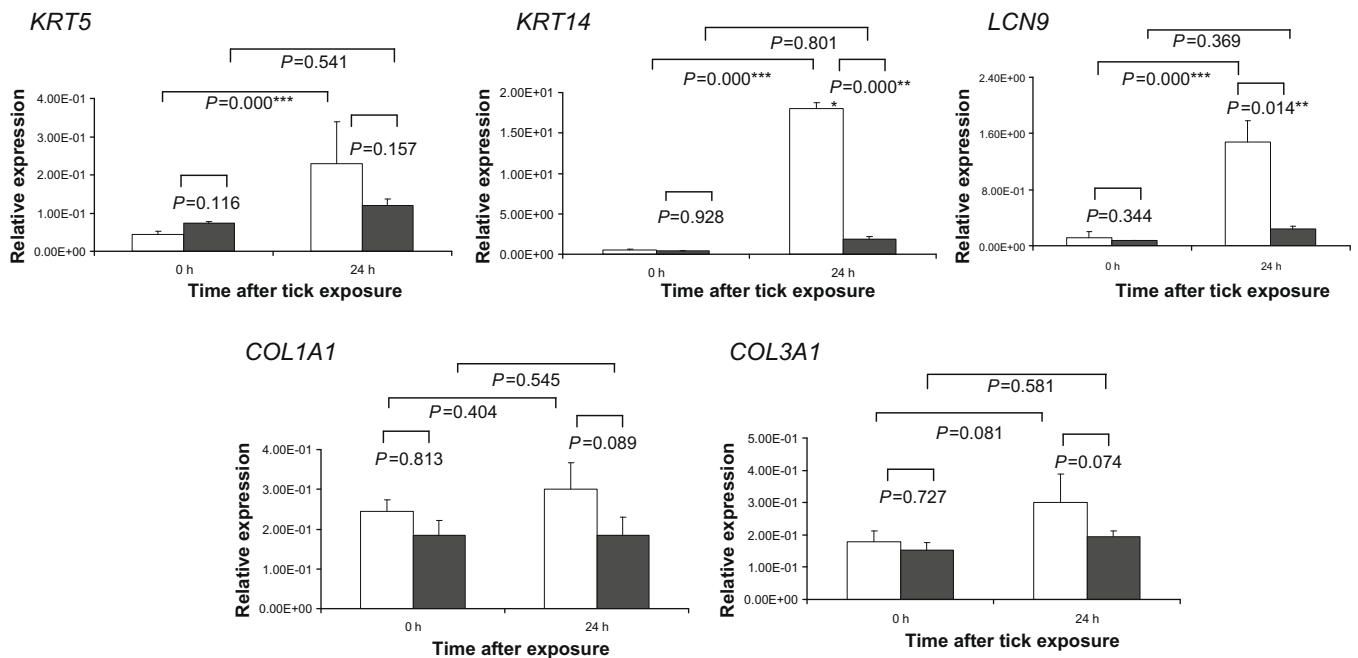 KRT5
P=0.541
P=0.000***
4.00E-01
3.00E-01
2.00E-01
1.00E-01
0.00E+00
Relative expression
P=0.157
P=0.116
0 h
24 h
Time after tick exposure
KRT14
P=0.801
P=0.000***
P=0.000**
*
2.00E+01
1.50E+01
1.00E+01
5.00E+00
0.00E+00
Relative expression
P=0.928
0 h
24 h
Time after tick exposure
LCN9
P=0.369
P=0.000***
P=0.014**
2.40E+00
1.60E+00
8.00E-01
0.00E+00
Relative expression
P=0.344
0 h
24 h
Time after tick exposure
COL1A1
P=0.545
P=0.404
P=0.089
P=0.813
4.00E-01
3.00E-01
2.00E-01
1.00E-01
0.00E+00
Relative expression
0 h
24 h
Time after exposure
COL3A1
P=0.581
P=0.081
P=0.074
P=0.727
5.00E-01
4.00E-01
3.00E-01
2.00E-01
1.00E-01
0.00E+00
Relative expression
0 h
24 h
Time after tick exposure